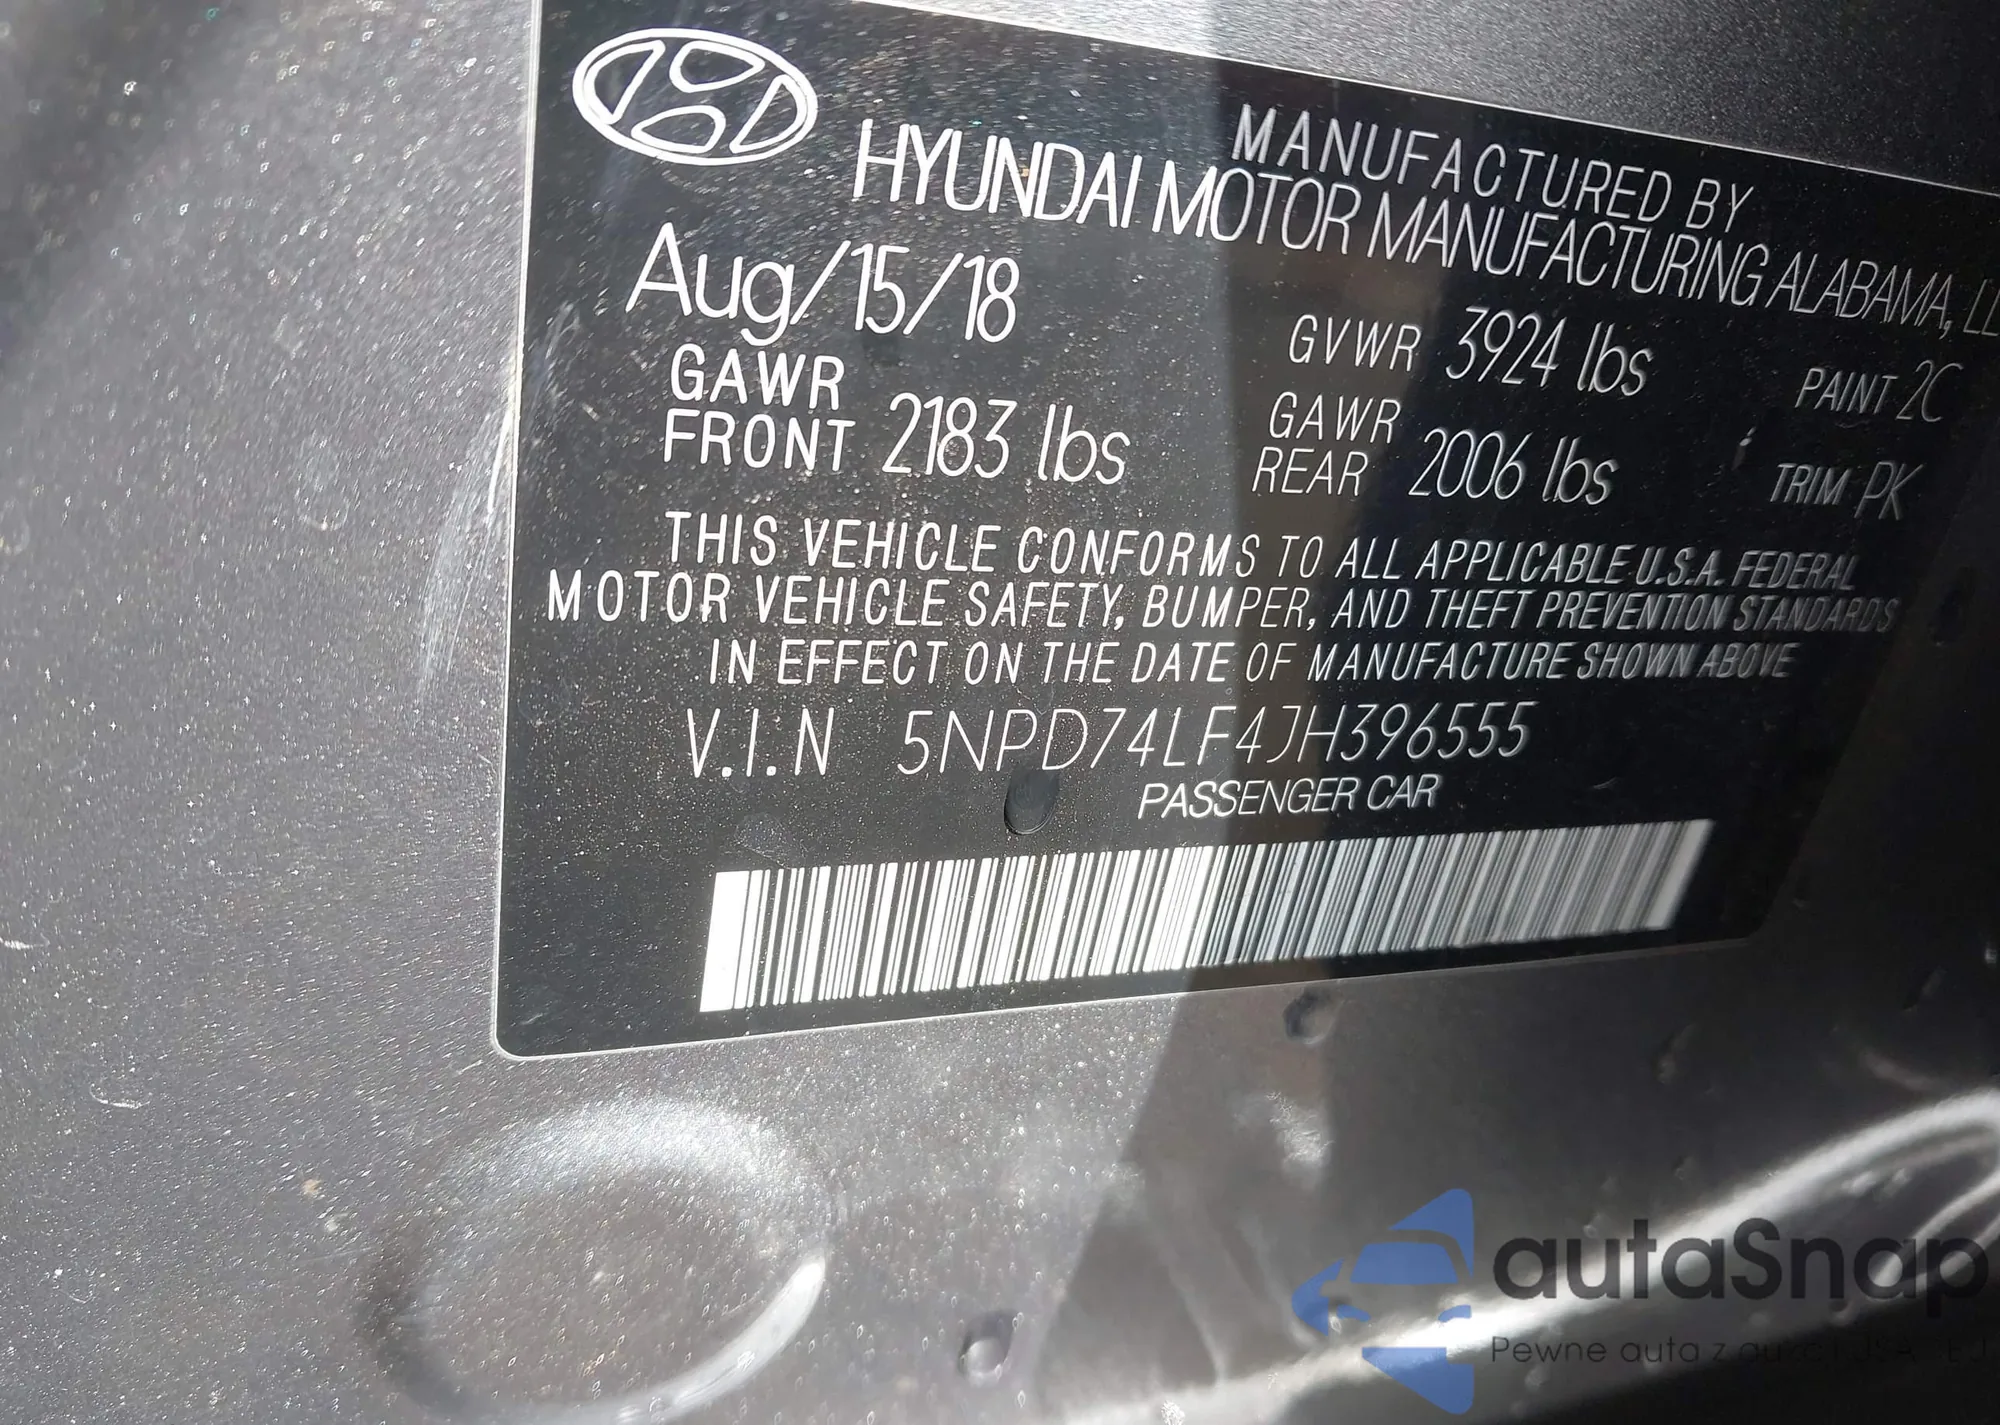 MANUFACTURED BY
HYUNDAI MOTOR MANUFACTURING ALABAMA,
Aug/15/18 GVWR 3924 lbs PAINT 2C
GAWR FRONT 2183 lbs GAWR REAR 2006 lbs TRIM PK
THIS VEHICLE CONFORMS TO ALL APPLICABLE U.S.A. FEDERAL
MOTOR VEHICLE SAFETY, BUMPER, AND THEFT PREVENTION STANDARDS
IN EFFECT ON THE DATE OF MANUFACTURE SHOWN ABOVE
V.I.N 5NPD74LF4JH396555
PASSENGER CAR
autaSnap
Pewne auta z